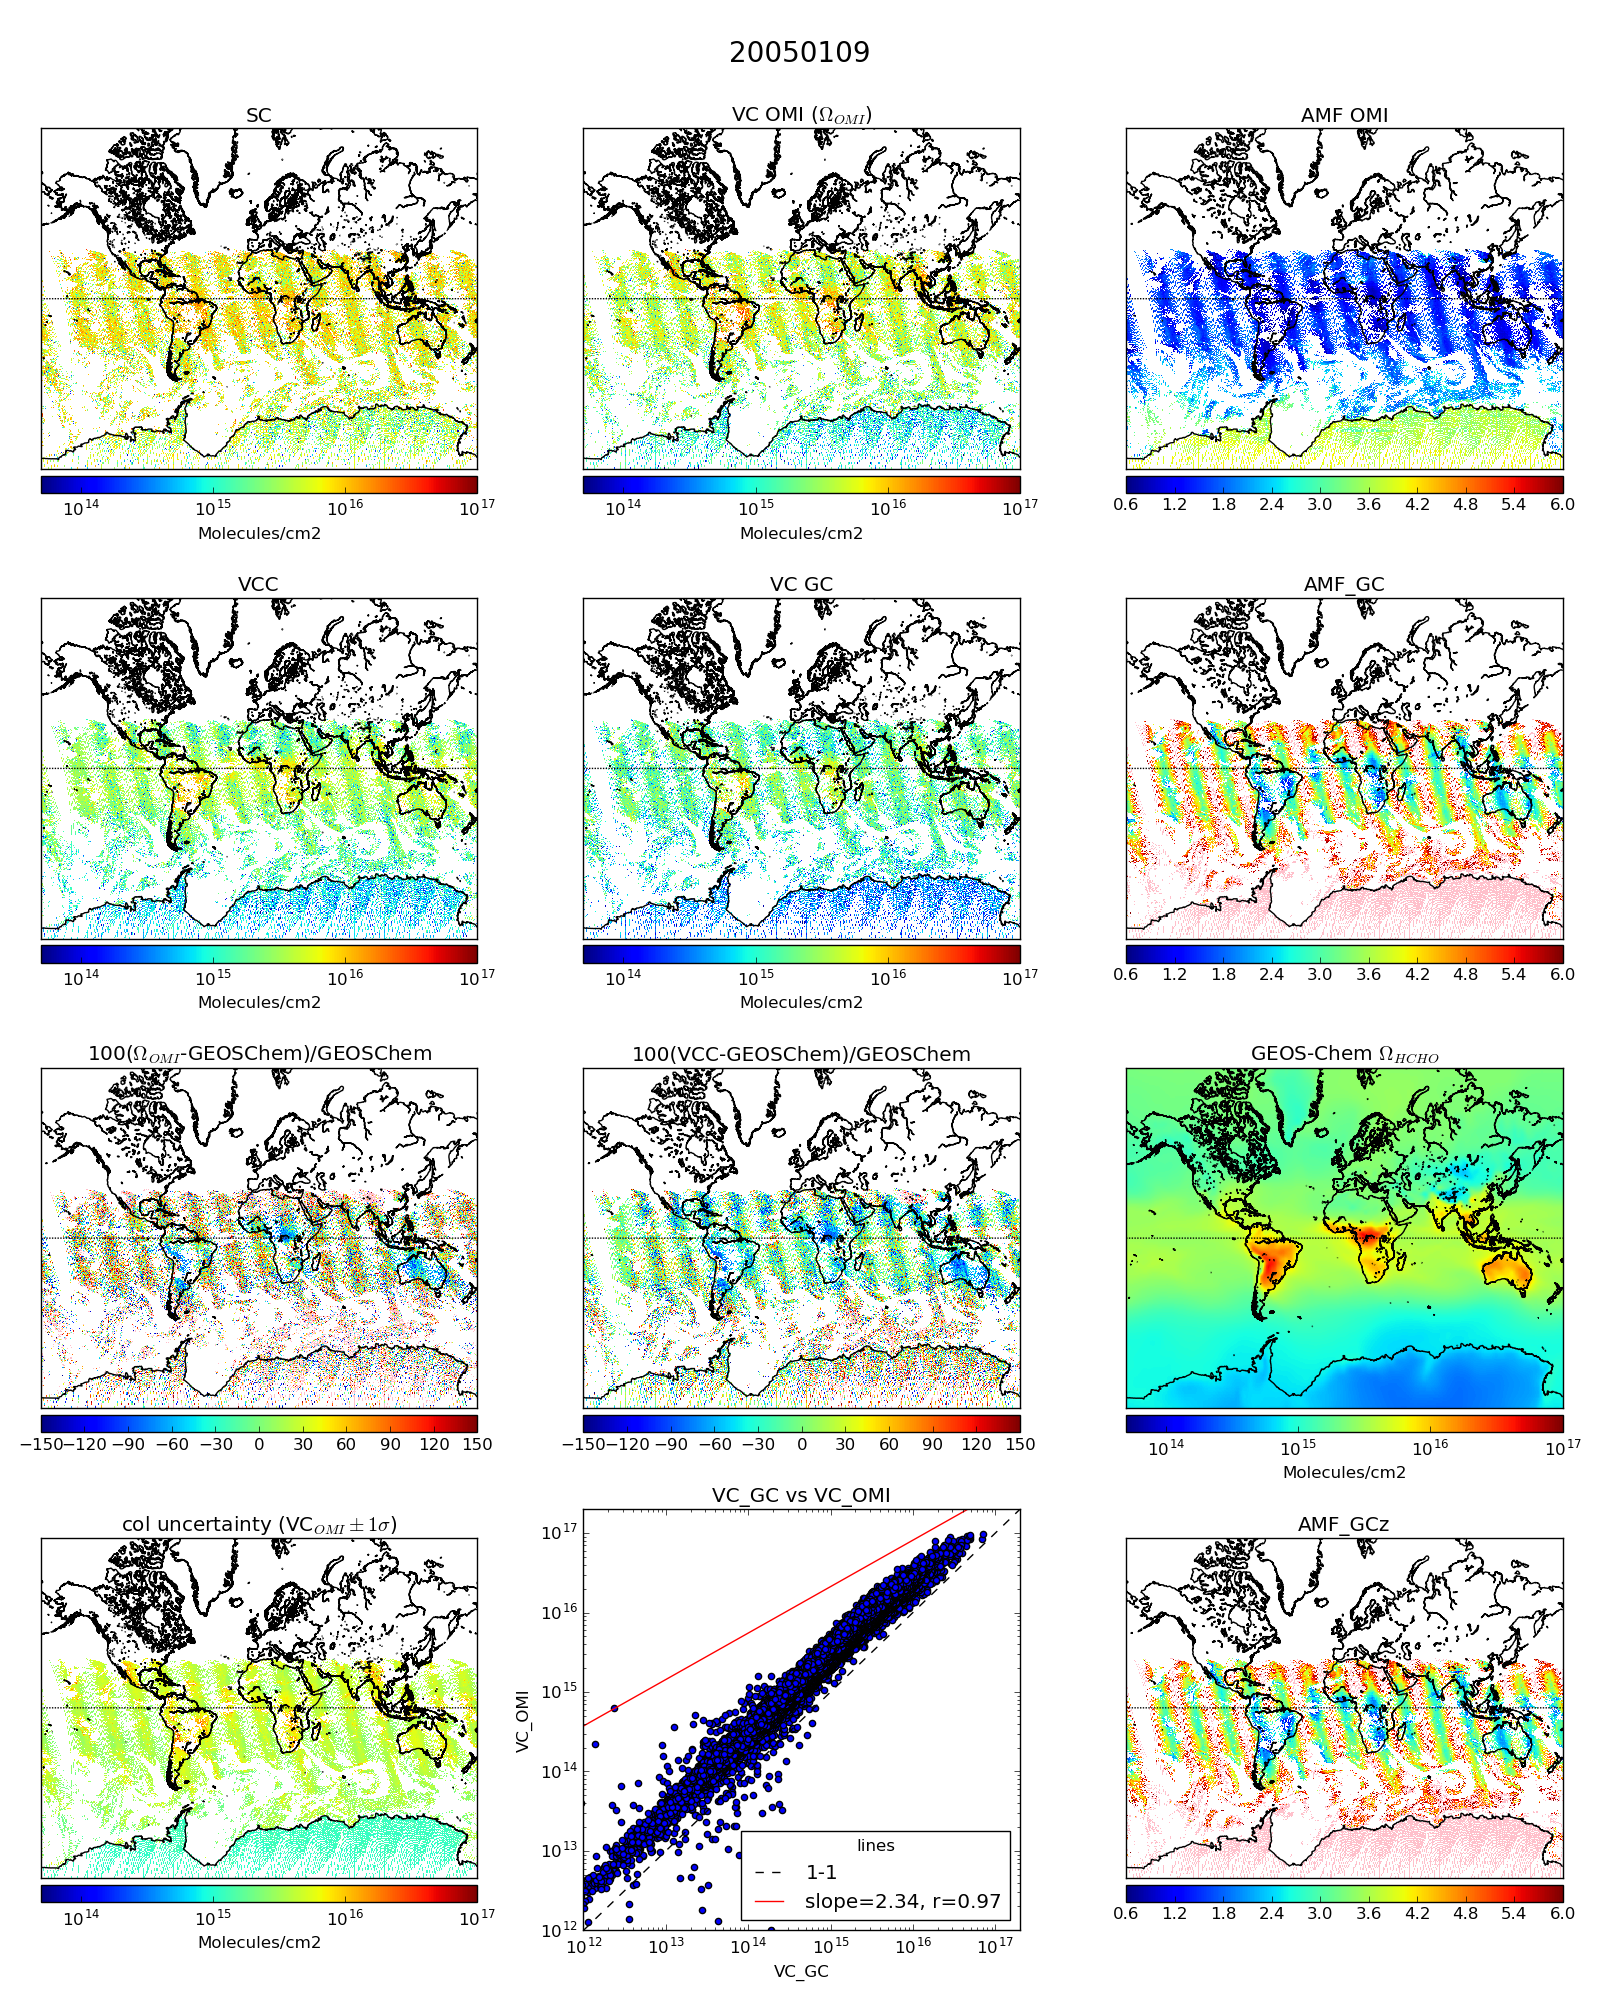 20050109
SC
VC OMI (Ω_OMI)
AMF OMI
10^14 10^15 10^16 10^17
Molecules/cm2
10^14 10^15 10^16 10^17
Molecules/cm2
0.6 1.2 1.8 2.4 3.0 3.6 4.2 4.8 5.4 6.0
VCC
VC GC
AMF_GC
10^14 10^15 10^16 10^17
Molecules/cm2
10^14 10^15 10^16 10^17
Molecules/cm2
0.6 1.2 1.8 2.4 3.0 3.6 4.2 4.8 5.4 6.0
100(Ω_OMI-GEOSChem)/GEOSChem
100(VCC-GEOSChem)/GEOSChem
GEOS-Chem Ω_HCHO
−150 −120 −90 −60 −30 0 30 60 90 120 150
−150 −120 −90 −60 −30 0 30 60 90 120 150
10^14 10^15 10^16 10^17
Molecules/cm2
col uncertainty (VC_OMI ± 1σ)
VC_GC vs VC_OMI
AMF_GCz
10^14 10^15 10^16 10^17
Molecules/cm2
10^17
10^16
10^15
10^14
10^13
10^12
VC_OMI
lines
1-1
slope=2.34, r=0.97
10^12 10^13 10^14 10^15 10^16 10^17
VC_GC
0.6 1.2 1.8 2.4 3.0 3.6 4.2 4.8 5.4 6.0